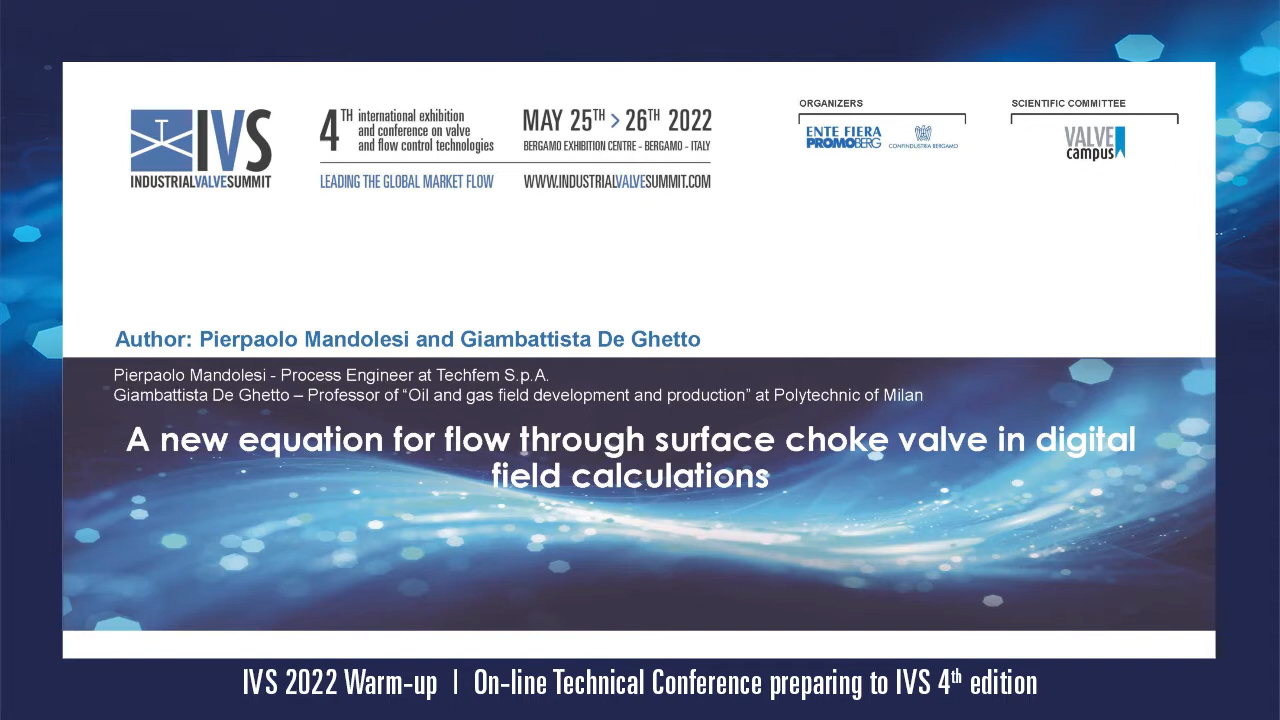 IVS
INDUSTRIALVALVESUMMIT
4TH international exhibition
and conference on valve
and flow control technologies
LEADING THE GLOBAL MARKET FLOW
MAY 25TH > 26TH 2022
BERGAMO EXHIBITION CENTRE - BERGAMO - ITALY
WWW.INDUSTRIALVALVESUMMIT.COM
ORGANIZERS
ENTE FIERA
PROMOBERG
CONFINDUSTRIA BERGAMO
SCIENTIFIC COMMITTEE
VALVE
campus
Author: Pierpaolo Mandolesi and Giambattista De Ghetto
Pierpaolo Mandolesi - Process Engineer at Techfem S.p.A.
Giambattista De Ghetto – Professor of “Oil and gas field development and production” at Polytechnic of Milan
A new equation for flow through surface choke valve in digital
field calculations
IVS 2022 Warm-up | On-line Technical Conference preparing to IVS 4th edition